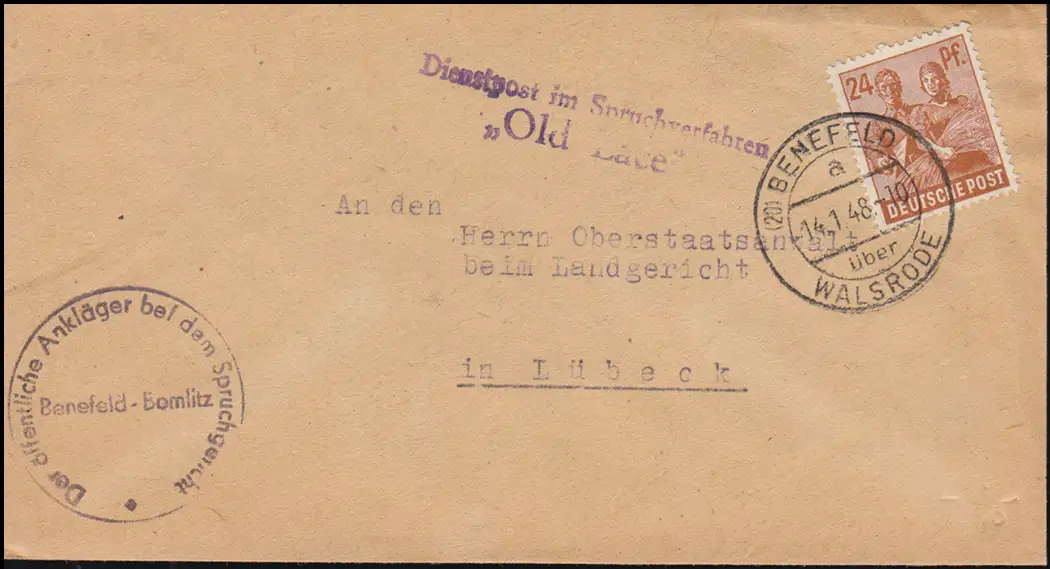 Dienstpost im Spruchverfahren
„Old Lace"
24 Pf.
DEUTSCHE POST
(20) BENEFELD
a
14.1.48.-10
über
WALSRODE
An den
Herrn Oberstaatsanwalt
beim Landgericht
in Lübeck
Der öffentliche Ankläger bei dem Spruchgericht
Benefeld-Bomlitz